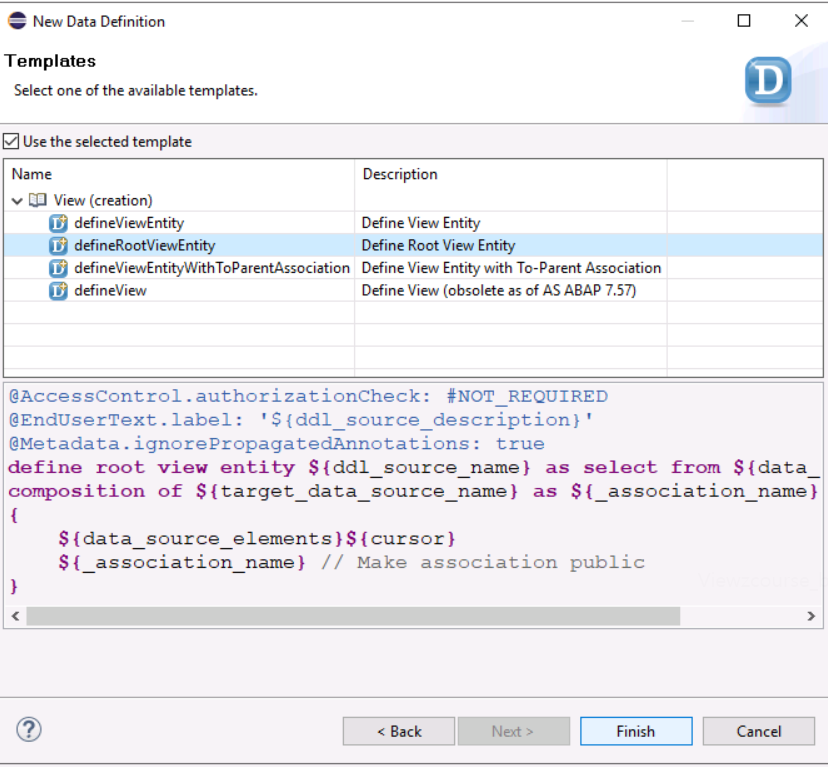 New Data Definition
Templates
Select one of the available templates.
D
Use the selected template
Name Description
View (creation)
defineViewEntity Define View Entity
defineRootViewEntity Define Root View Entity
defineViewEntityWithToParentAssociation Define View Entity with To-Parent Association
defineView Define View (obsolete as of AS ABAP 7.57)
@AccessControl.authorizationCheck: #NOT_REQUIRED
@EndUserText.label: '${ddl_source_description}'
@Metadata.ignorePropagatedAnnotations: true
define root view entity ${ddl_source_name} as select from ${data_
composition of ${target_data_source_name} as ${_association_name}
{
    ${data_source_elements}${cursor}
    ${_association_name} // Make association public
}
< Back Next > Finish Cancel